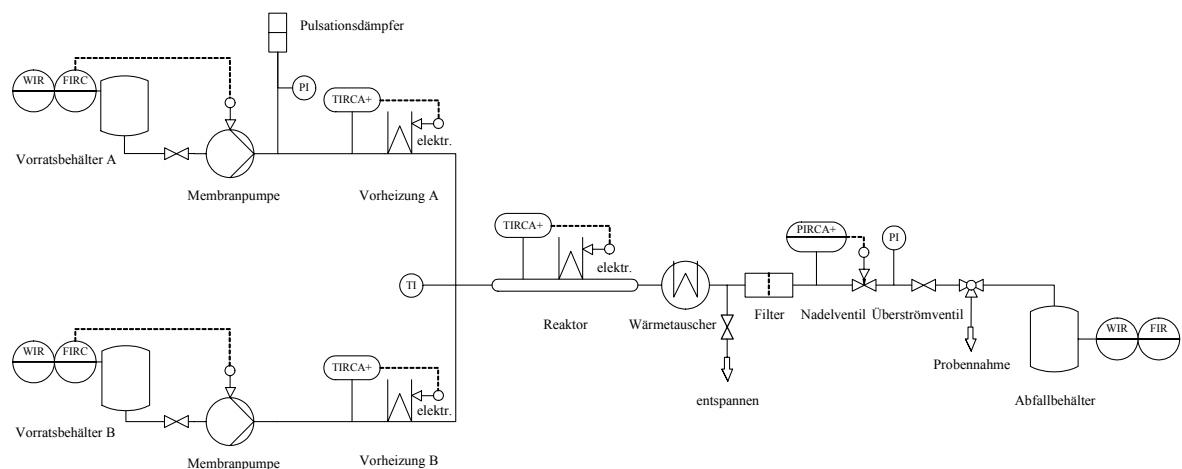 Pulsationsdämpfer
WIR
FIRC
PI
TIRCA+
elektr.
Vorratsbehälter A
Membranpumpe
Vorheizung A
TIRCA+
PIRCA+
PI
elektr.
TI
Reaktor
Wärmetauscher
Filter
Nadelventil
Überströmventil
WIR
FIRC
TIRCA+
WIR
FIR
Probennahme
elektr.
entspannen
Abfallbehälter
Vorratsbehälter B
Membranpumpe
Vorheizung B